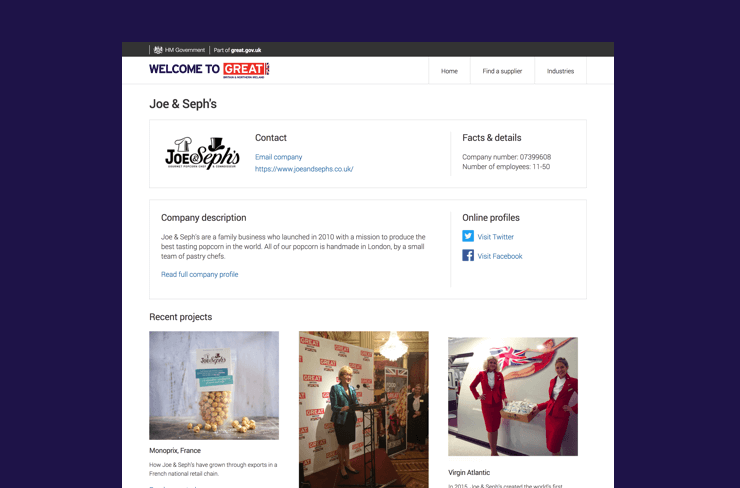 HM Government
Part of great.gov.uk
WELCOME TO GREAT
BRITAIN & NORTHERN IRELAND
Home
Find a supplier
Industries
Joe & Seph's
JOE & Seph's
GOURMET POPCORN
Contact
Email company
https://www.joeandsephs.co.uk/
Facts & details
Company number: 07399608
Number of employees: 11-50
Company description
Joe & Seph's are a family business who launched in 2010 with a mission to produce the
best tasting popcorn in the world. All of our popcorn is handmade in London, by a small
team of pastry chefs.
Read full company profile
Online profiles
Visit Twitter
Visit Facebook
Recent projects
Joe & Seph's
GREAT
GREAT
GREAT
Monoprix, France
How Joe & Seph's have grown through exports in a
French national retail chain.
Virgin Atlantic
In 2015, Joe & Seph's created the world's first